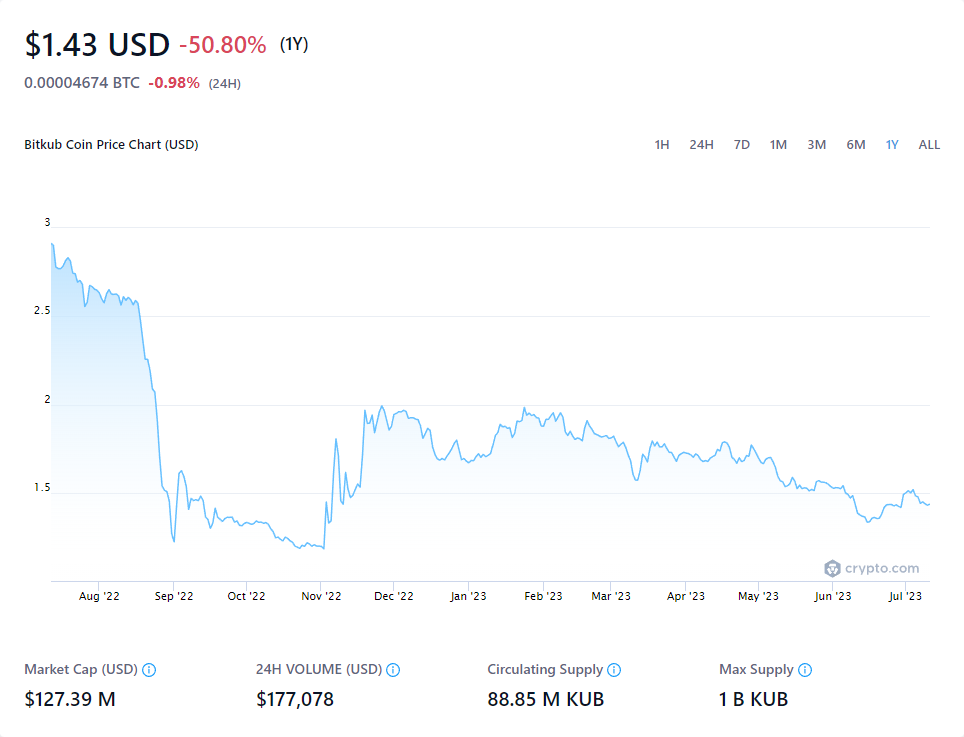 $1.43 USD -50.80% (1Y)
0.00004674 BTC -0.98% (24H)
Bitkub Coin Price Chart (USD) 1H 24H 7D 1M 3M 6M 1Y ALL
3
2.5
2
1.5
crypto.com
Aug '22 Sep '22 Oct '22 Nov '22 Dec '22 Jan '23 Feb '23 Mar '23 Apr '23 May '23 Jun '23 Jul '23
Market Cap (USD) 24H VOLUME (USD) Circulating Supply Max Supply
$127.39 M $177,078 88.85 M KUB 1 B KUB